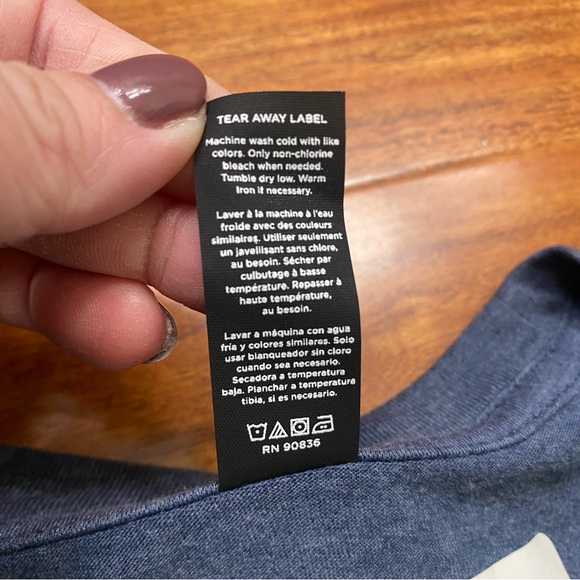 TEAR AWAY LABEL
Machine wash cold with like
colors. Only non-chlorine
bleach when needed.
Tumble dry low. Warm
Iron if necessary.
Laver à la machine à l'eau
froide avec des couleurs
similaires. Utiliser seulement
un javellisant sans chlore,
au besoin. Sécher par
culbutage à basse
température. Repasser à
haute température,
au besoin.
Lavar a máquina con agua
fría y colores similares. Solo
usar blanqueador sin cloro
cuando sea necesario.
Secadora a temperatura
baja. Planchar a temperatura
tibia, si es necesario.
RN 90836